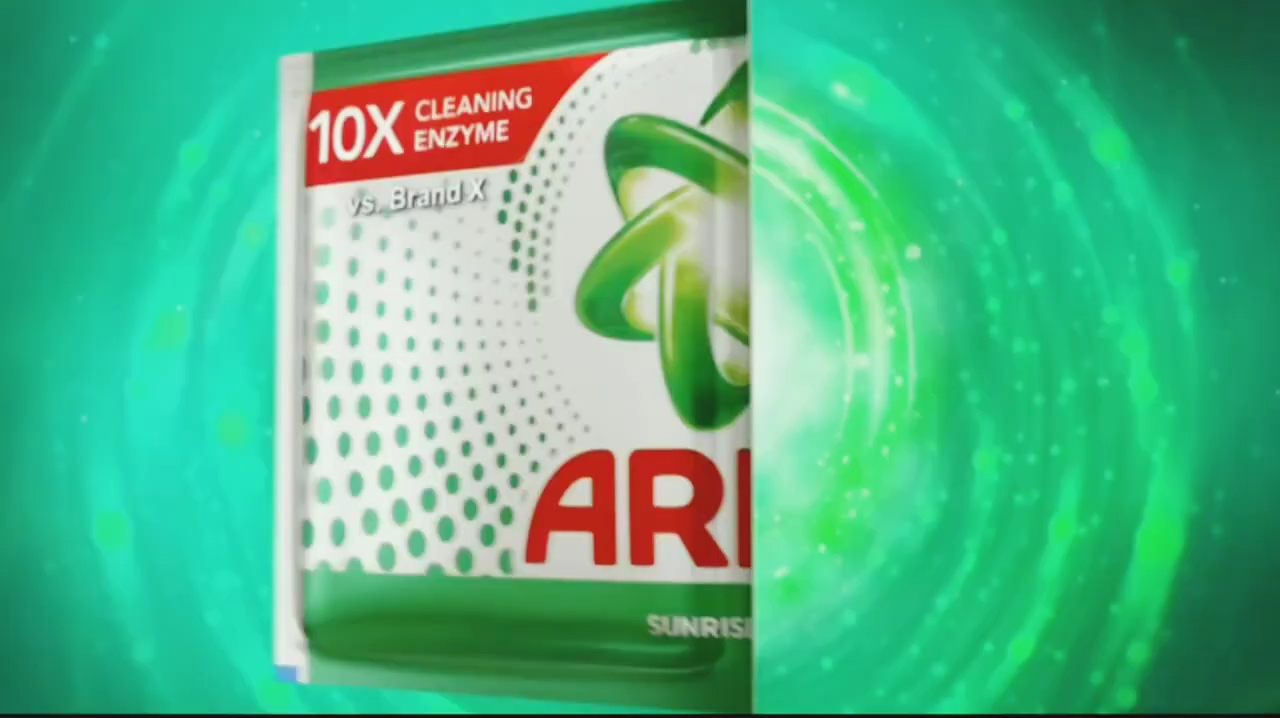 10X CLEANING
ENZYME
vs. Brand X
ARI
SUNRIS